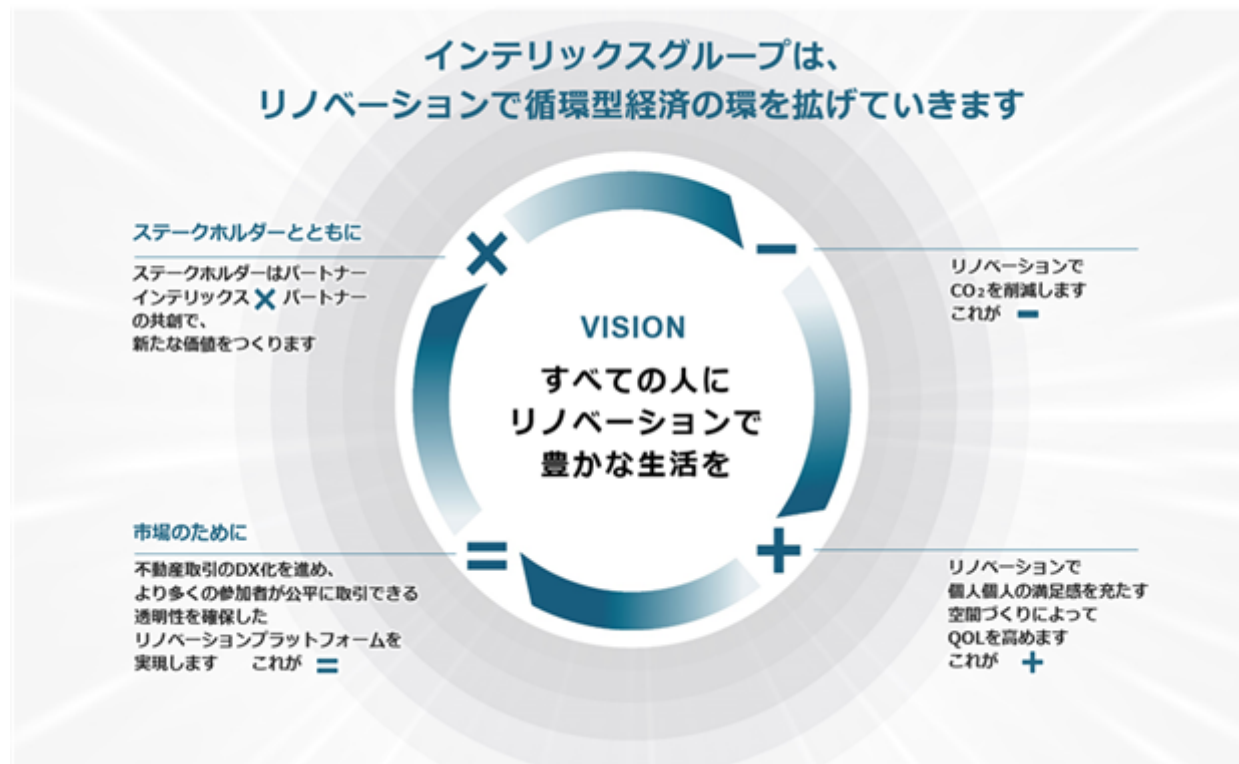 インテリックスグループは、
リノベーションで循環型経済の環を拡げていきます
ステークホルダーとともに
ステークホルダーはパートナー
インテリックス × パートナー
の共創で、
新たな価値をつくります
×
−
リノベーションで
CO₂を削減します
これが −
VISION
すべての人に
リノベーションで
豊かな生活を
市場のために
不動産取引のDX化を進め、
より多くの参加者が公平に取引できる
透明性を確保した
リノベーションプラットフォームを
実現します これが =
=
+
リノベーションで
個人個人の満足感を充たす
空間づくりによって
QOLを高めます
これが +